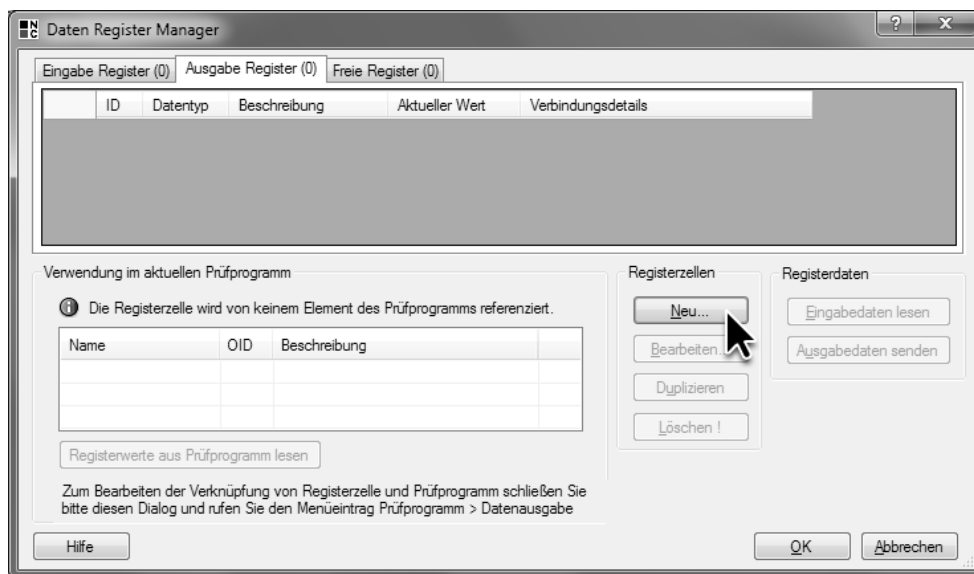 Daten Register Manager
Eingabe Register (0) Ausgabe Register (0) Freie Register (0)
ID Datentyp Beschreibung Aktueller Wert Verbindungsdetails
Verwendung im aktuellen Prüfprogramm
Die Registerzelle wird von keinem Element des Prüfprogramms referenziert.
Name OID Beschreibung
Registerwerte aus Prüfprogramm lesen
Zum Bearbeiten der Verknüpfung von Registerzelle und Prüfprogramm schließen Sie
bitte diesen Dialog und rufen Sie den Menüeintrag Prüfprogramm > Datenausgabe
Registerzellen
Neu...
Bearbeiten..
Duplizieren
Löschen !
Registerdaten
Eingabedaten lesen
Ausgabedaten senden
Hilfe
OK
Abbrechen